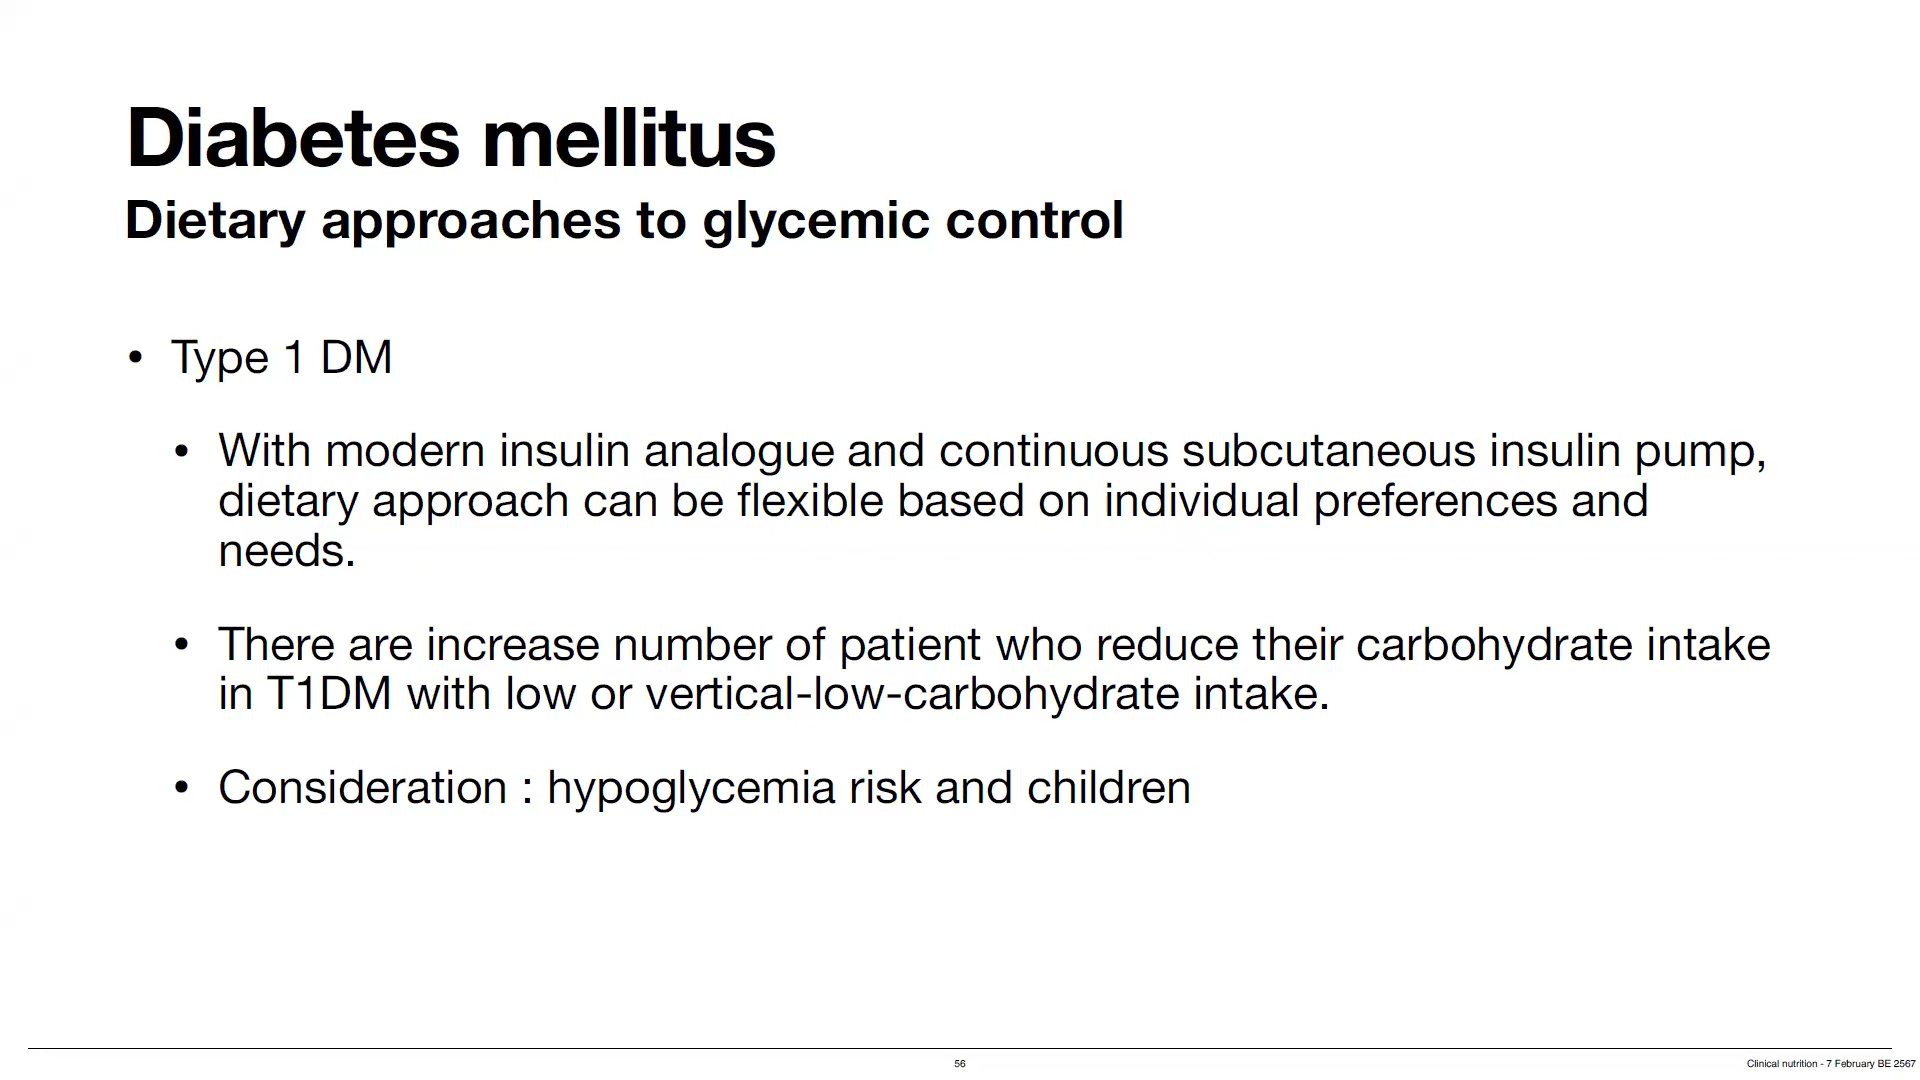 Diabetes mellitus
Dietary approaches to glycemic control
• Type 1 DM
• With modern insulin analogue and continuous subcutaneous insulin pump,
dietary approach can be flexible based on individual preferences and
needs.
• There are increase number of patient who reduce their carbohydrate intake
in T1DM with low or vertical-low-carbohydrate intake.
• Consideration : hypoglycemia risk and children
56
Clinical nutrition - 7 February BE 2567